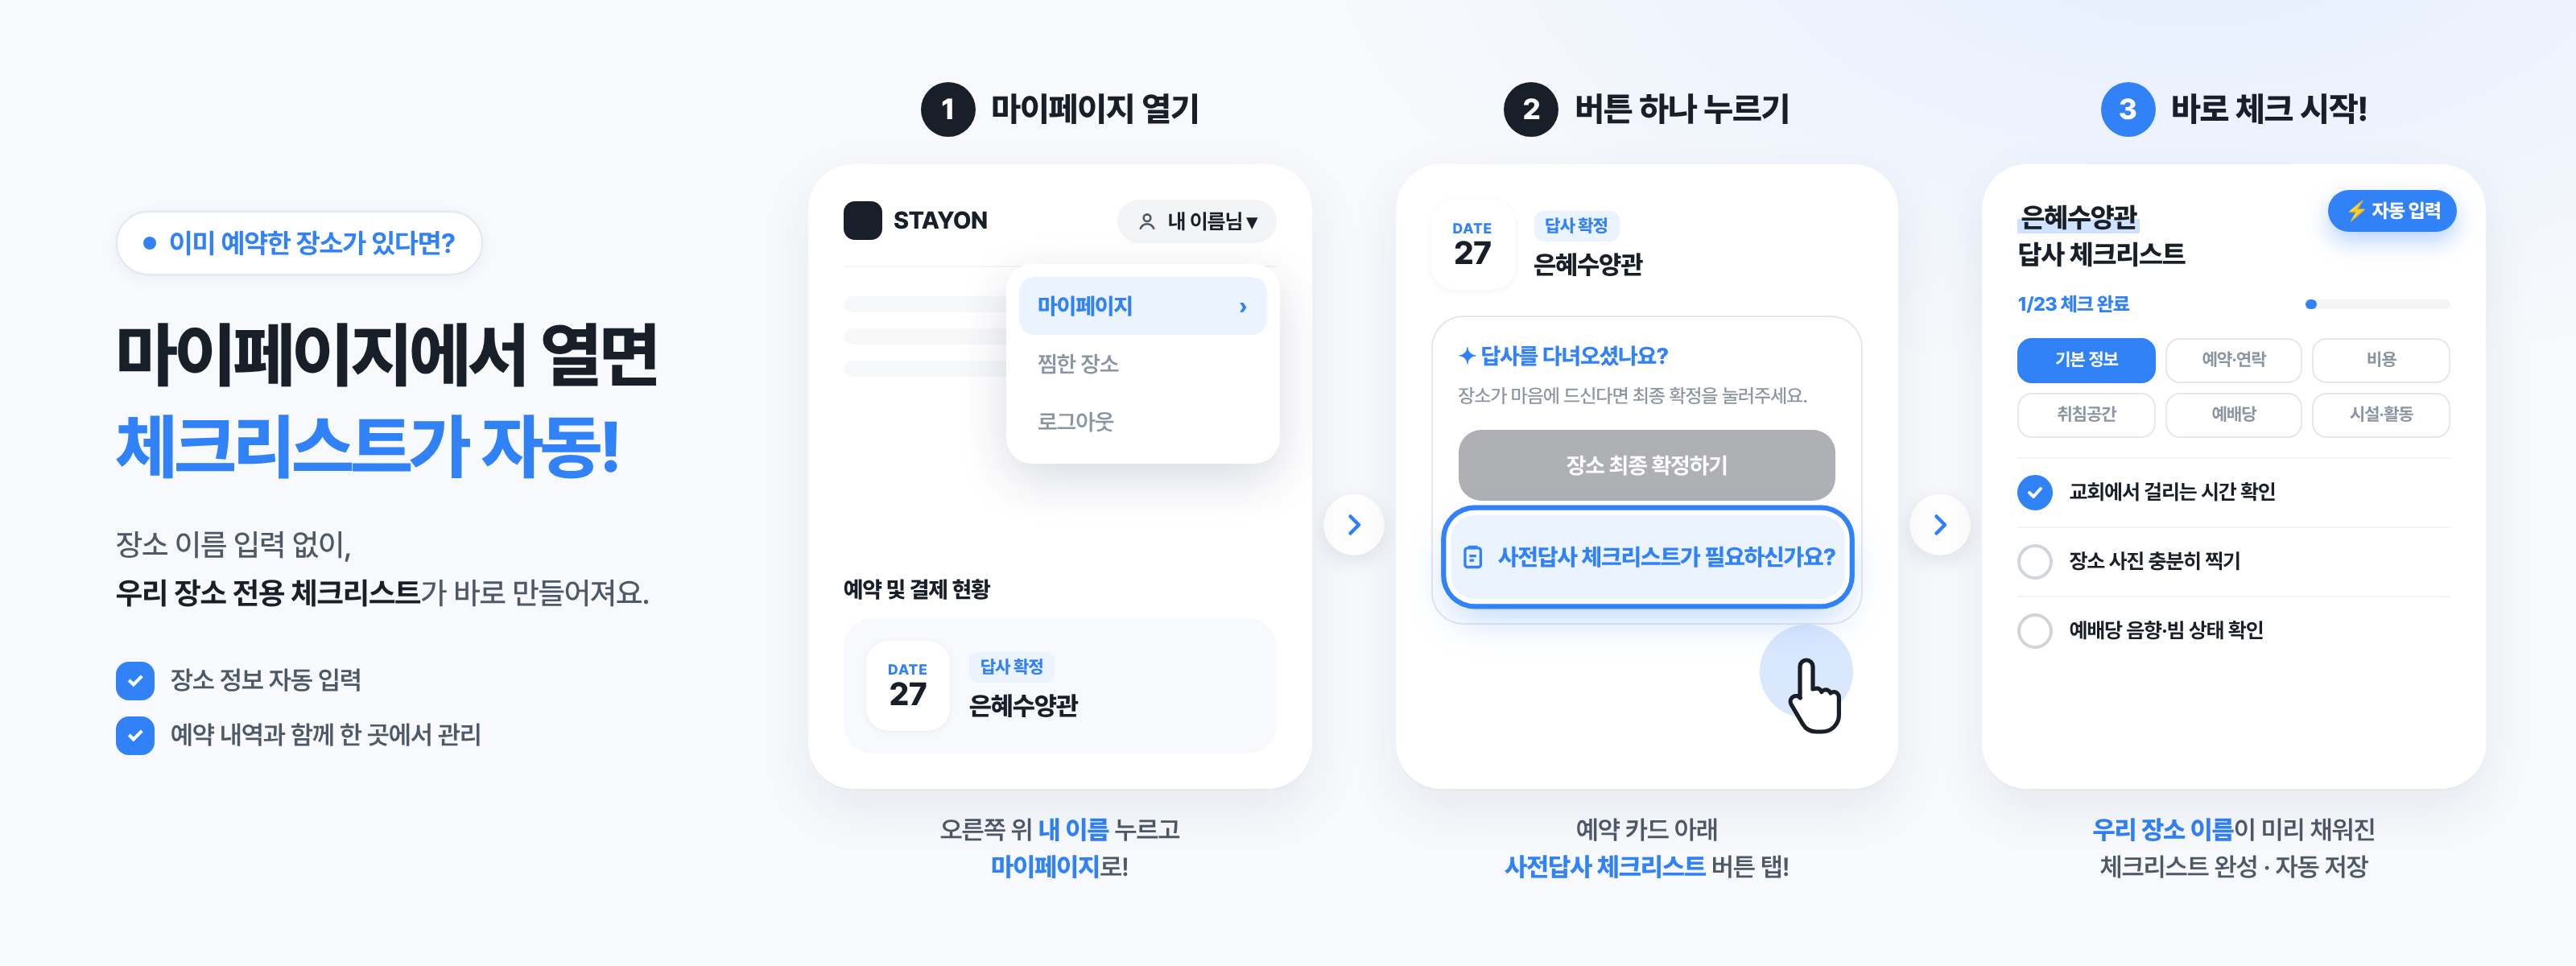 이미 예약한 장소가 있다면?
마이페이지에서 열면
체크리스트가 자동!
장소 이름 입력 없이,
우리 장소 전용 체크리스트가 바로 만들어져요.
장소 정보 자동 입력
예약 내역과 함께 한 곳에서 관리
1 마이페이지 열기
STAYON
내 이름님 ▾
마이페이지 ›
찜한 장소
로그아웃
예약 및 결제 현황
DATE
27
답사 확정
은혜수양관
오른쪽 위 내 이름 누르고
마이페이지로!
2 버튼 하나 누르기
DATE
27
답사 확정
은혜수양관
✦ 답사를 다녀오셨나요?
장소가 마음에 드신다면 최종 확정을 눌러주세요.
장소 최종 확정하기
사전답사 체크리스트가 필요하신가요?
예약 카드 아래
사전답사 체크리스트 버튼 탭!
3 바로 체크 시작!
은혜수양관
답사 체크리스트
⚡ 자동 입력
1/23 체크 완료
기본 정보 예약·연락 비용
취침공간 예배당 시설·활동
교회에서 걸리는 시간 확인
장소 사진 충분히 찍기
예배당 음향·빔 상태 확인
우리 장소 이름이 미리 채워진
체크리스트 완성 · 자동 저장